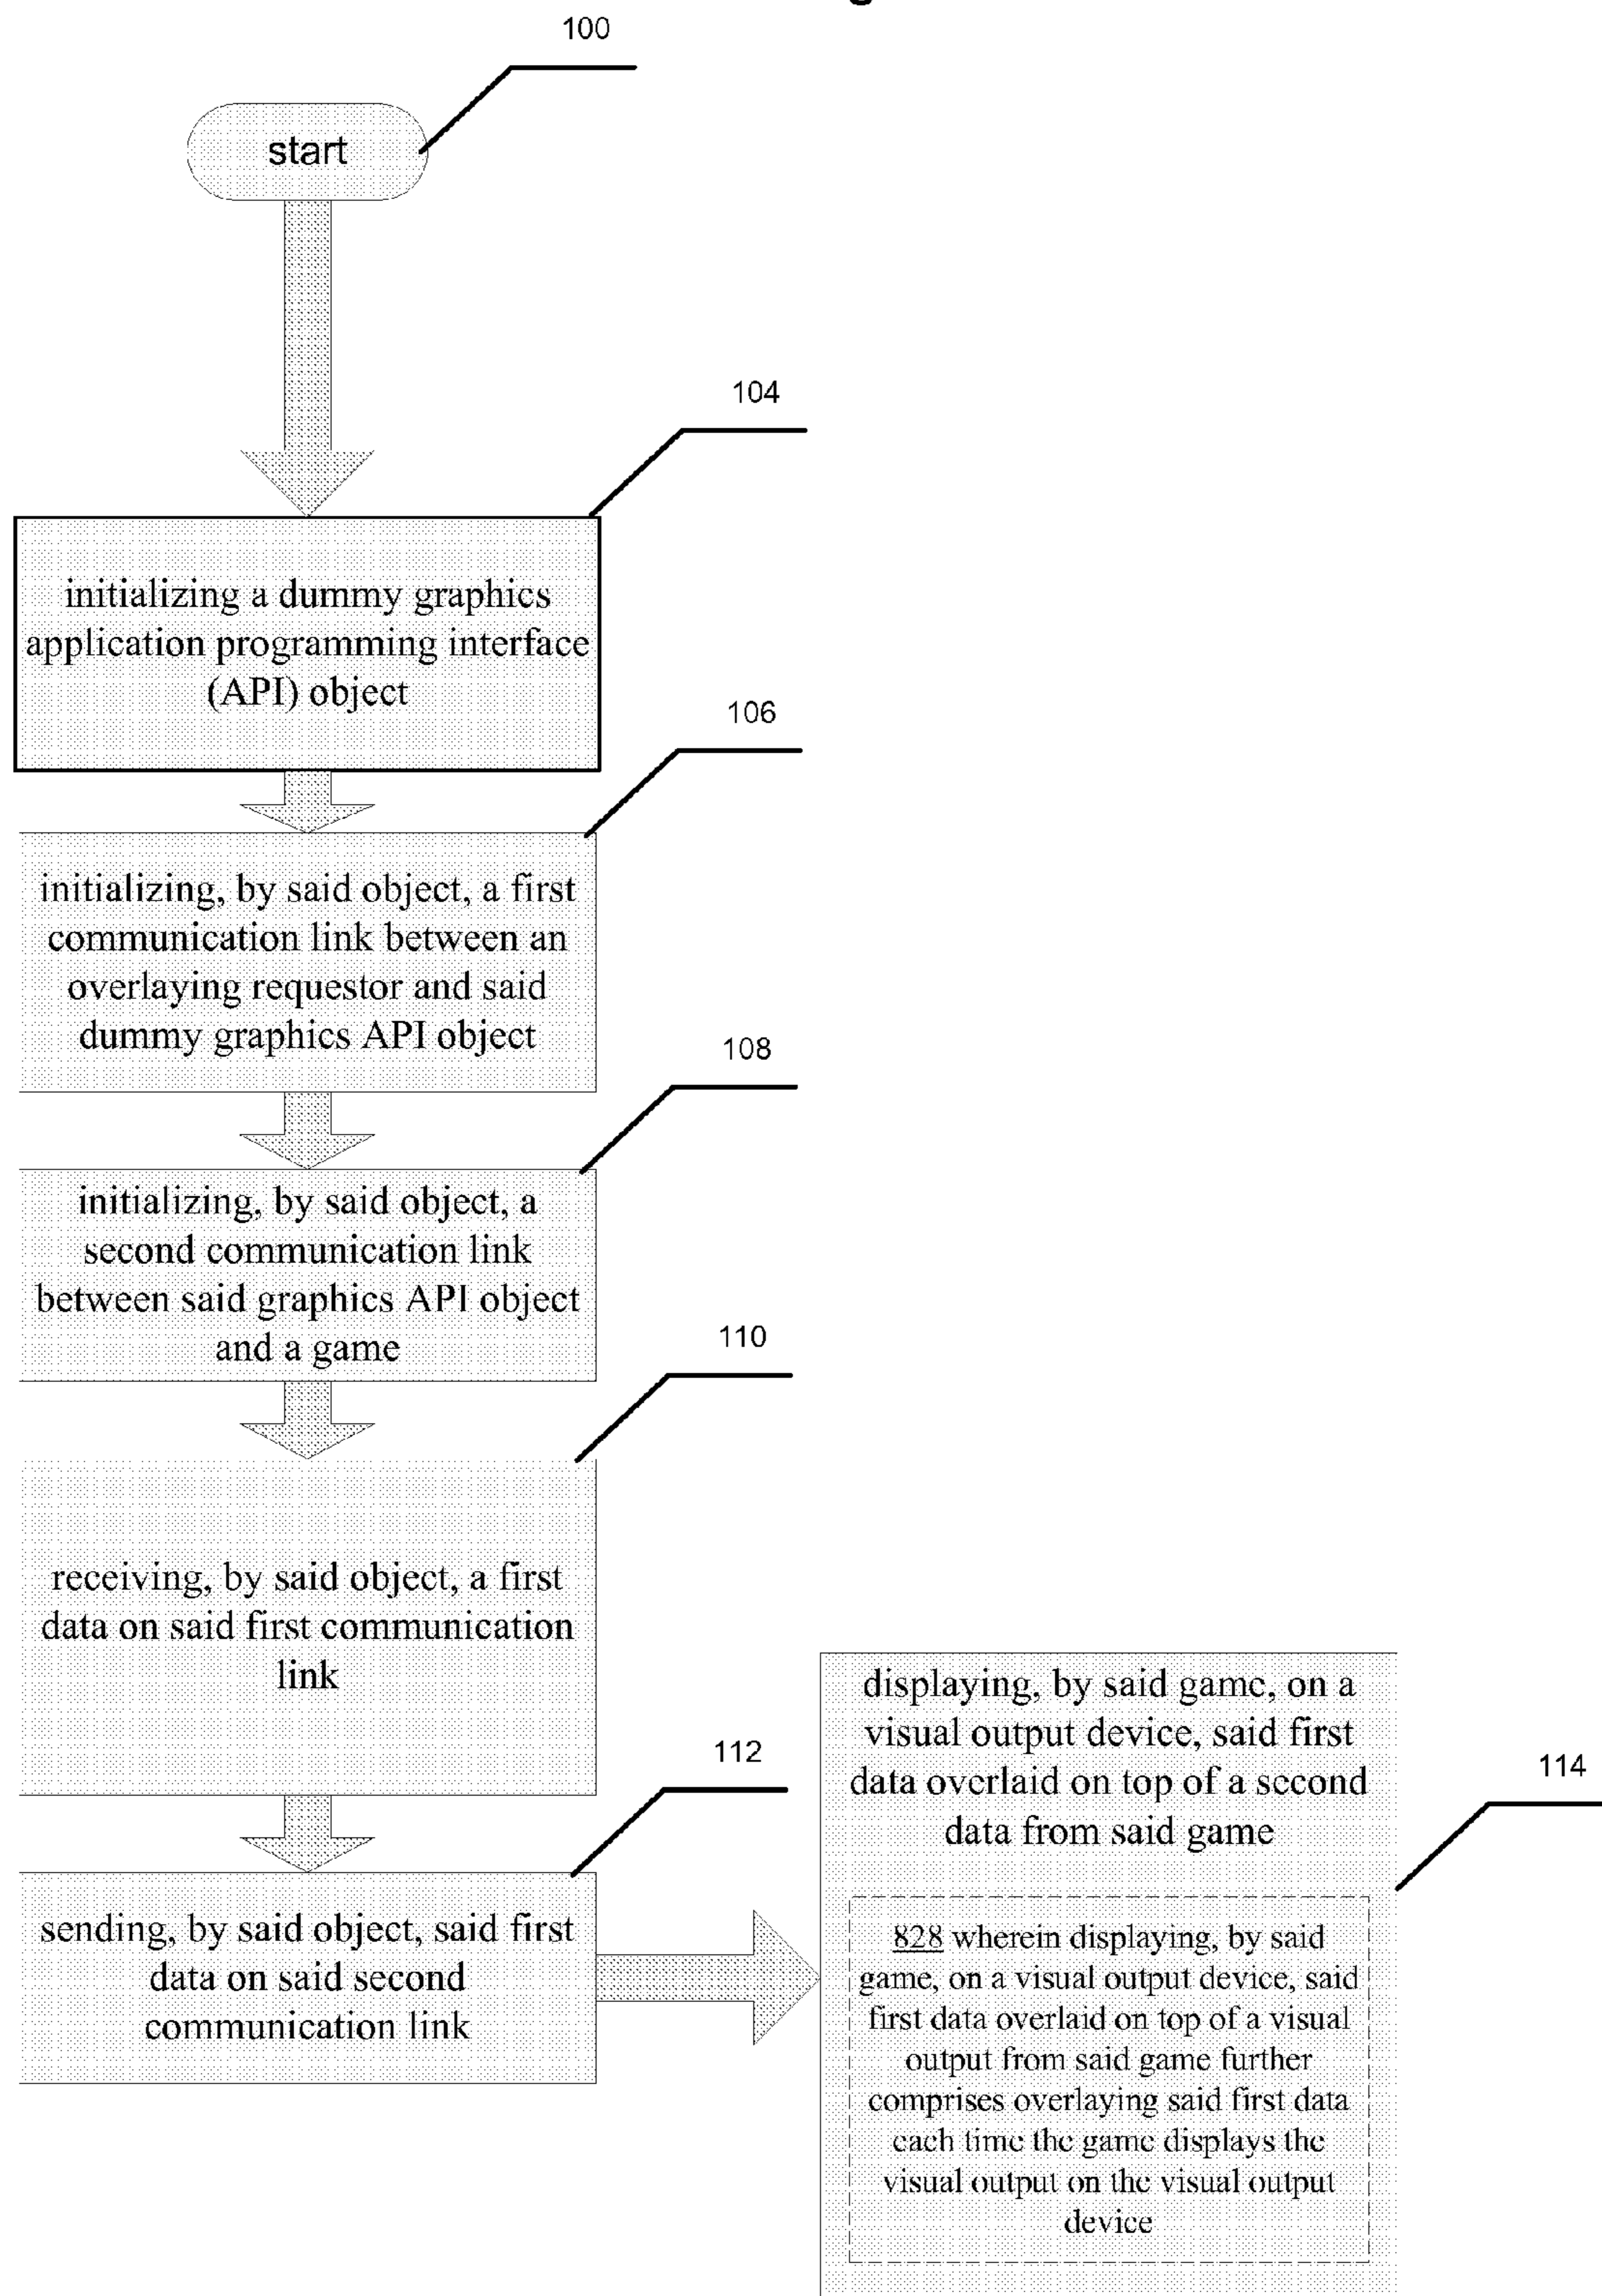 100
start
104
initializing a dummy graphics
application programming interface
(API) object
106
initializing, by said object, a first
communication link between an
overlaying requestor and said
dummy graphics API object
108
initializing, by said object, a
second communication link
between said graphics API object
and a game
110
receiving, by said object, a first
data on said first communication
link
112
sending, by said object, said first
data on said second
communication link
displaying, by said game, on a
visual output device, said first
data overlaid on top of a second
data from said game
114
828 wherein displaying, by said
game, on a visual output device, said
first data overlaid on top of a visual
output from said game further
comprises overlaying said first data
each time the game displays the
visual output on the visual output
device